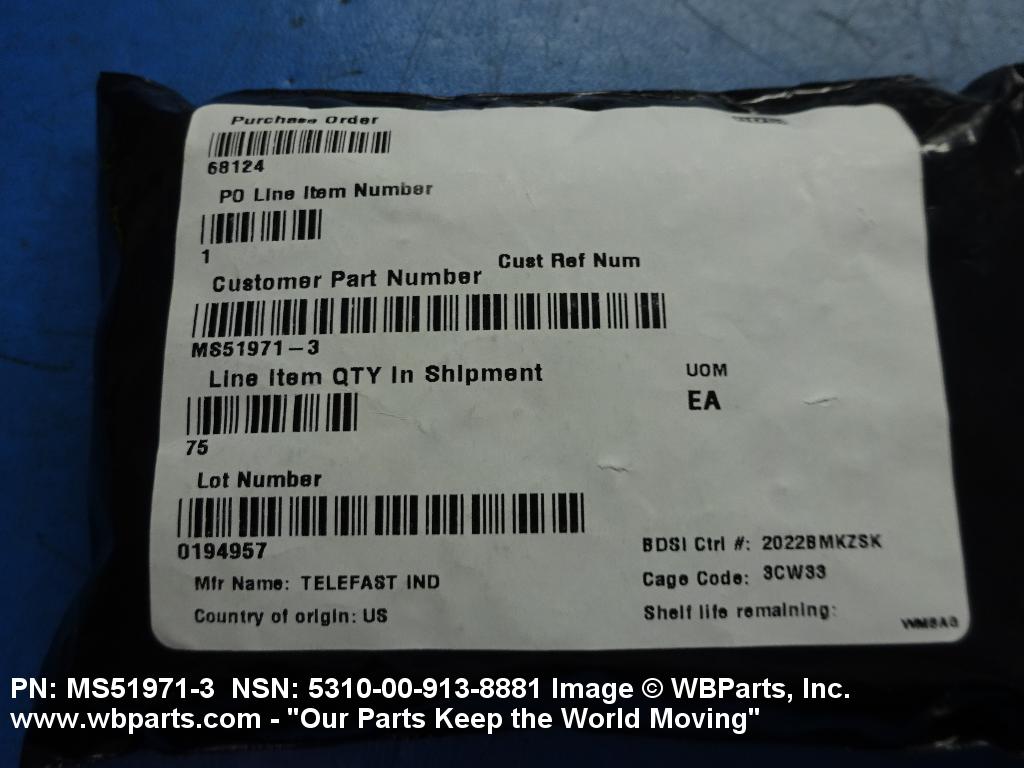 Purchase Order
68124
PO Line Item Number
1
Cust Ref Num
Customer Part Number
MS51971-3
Line Item QTY In Shipment
UOM
EA
75
Lot Number
0194957
BDSI Ctrl #: 2022BMKZSK
Mfr Name: TELEFAST IND
Cage Code: 3CW33
Country of origin: US
Shelf life remaining:
PN: MS51971-3 NSN: 5310-00-913-8881 Image © WBParts, Inc.
www.wbparts.com - "Our Parts Keep the World Moving"